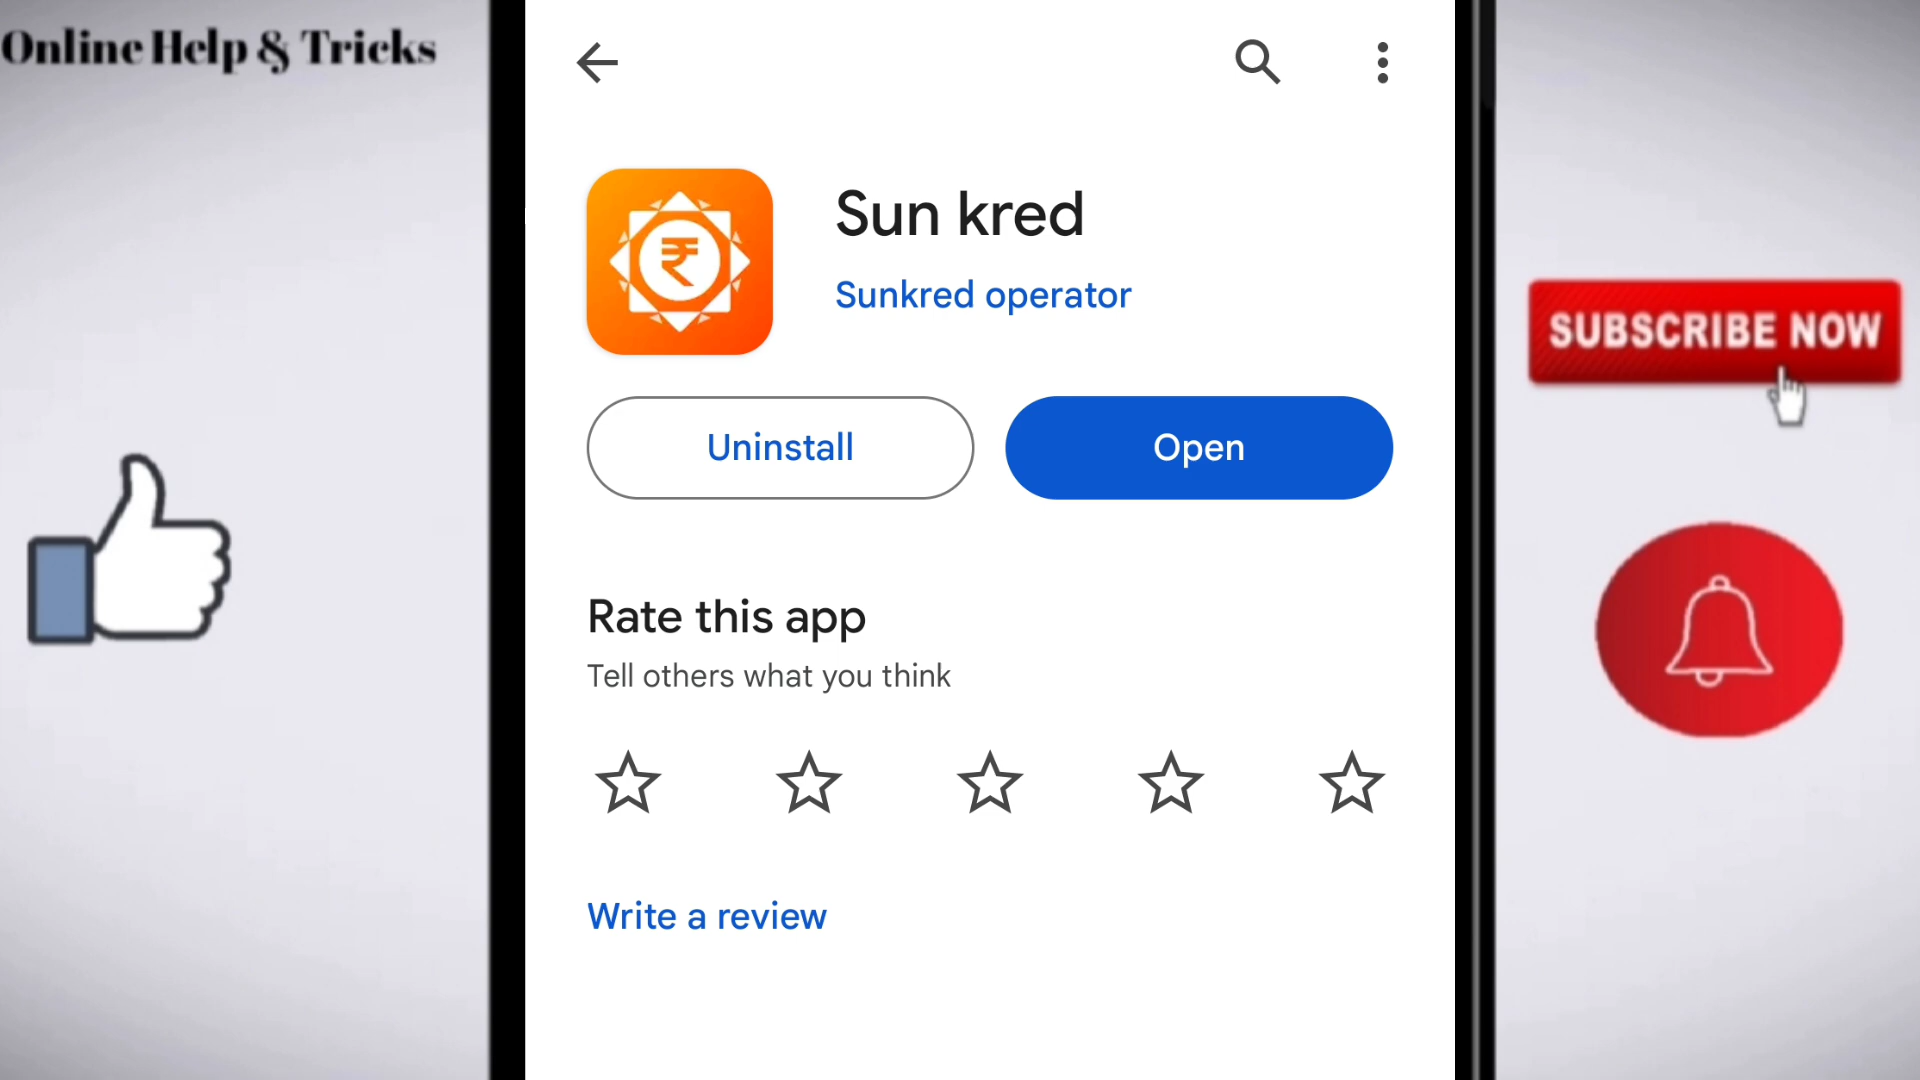 Online Help & Tricks
Sun kred
Sunkred operator
₹
Uninstall
Open
Rate this app
Tell others what you think
Write a review
SUBSCRIBE NOW